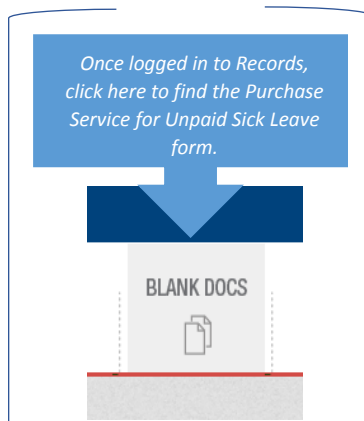 Once logged in to Records,
click here to find the Purchase
Service for Unpaid Sick Leave
form.
BLANK DOCS